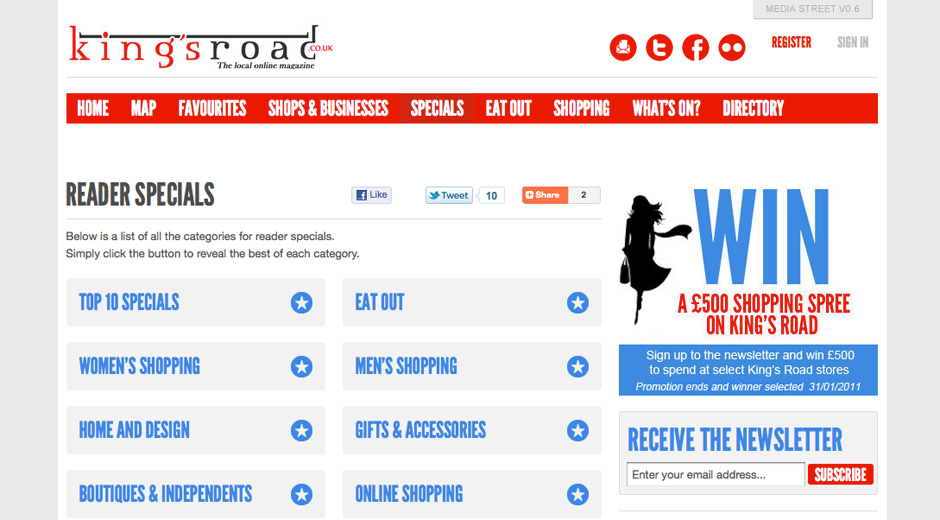 MEDIA STREET V0.6
king'sroad.co.uk
The local online magazine
REGISTER
SIGN IN
HOME MAP FAVOURITES SHOPS & BUSINESSES SPECIALS EAT OUT SHOPPING WHAT'S ON? DIRECTORY
READER SPECIALS
Like
Tweet 10
Share 2
Below is a list of all the categories for reader specials.
Simply click the button to reveal the best of each category.
TOP 10 SPECIALS
EAT OUT
WOMEN'S SHOPPING
MEN'S SHOPPING
HOME AND DESIGN
GIFTS & ACCESSORIES
BOUTIQUES & INDEPENDENTS
ONLINE SHOPPING
WIN
A £500 SHOPPING SPREE
ON KING'S ROAD
Sign up to the newsletter and win £500
to spend at select King's Road stores
Promotion ends and winner selected 31/01/2011
RECEIVE THE NEWSLETTER
Enter your email address...
SUBSCRIBE